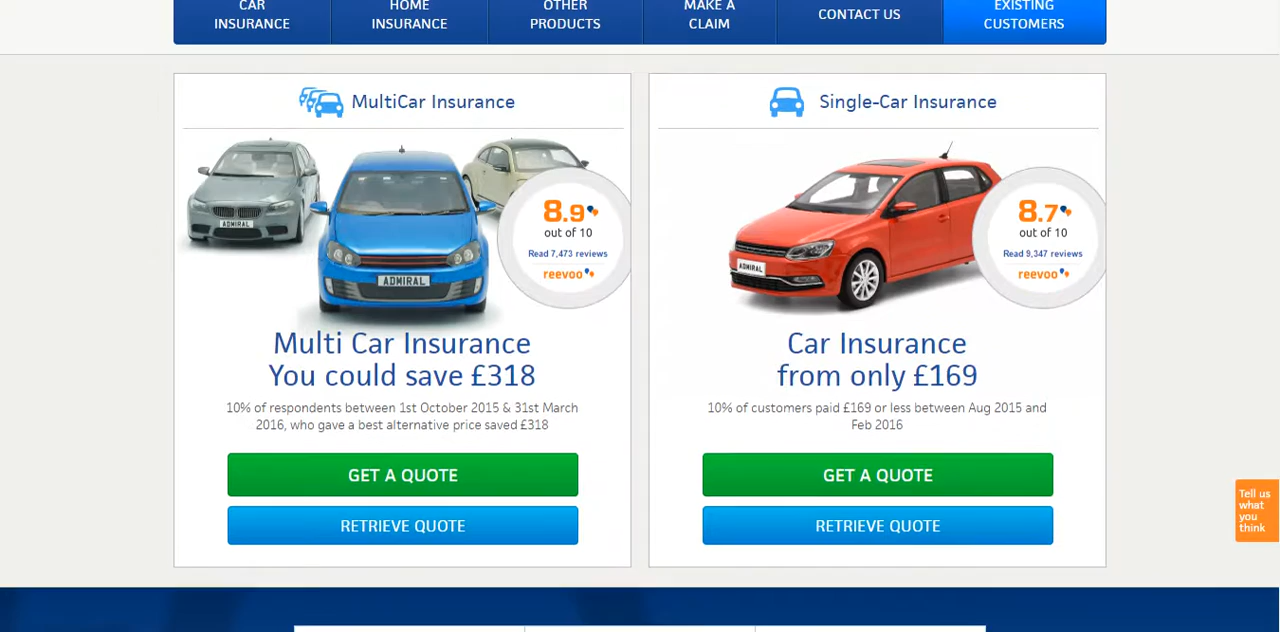 CAR
INSURANCE
HOME
INSURANCE
OTHER
PRODUCTS
MAKE A
CLAIM
CONTACT US
EXISTING
CUSTOMERS
MultiCar Insurance
ADMIRAL
ADMIRAL
8.9
out of 10
Read 7,473 reviews
reevoo
Multi Car Insurance
You could save £318
10% of respondents between 1st October 2015 & 31st March
2016, who gave a best alternative price saved £318
GET A QUOTE
RETRIEVE QUOTE
Single-Car Insurance
ADMIRAL
8.7
out of 10
Read 9,347 reviews
reevoo
Car Insurance
from only £169
10% of customers paid £169 or less between Aug 2015 and
Feb 2016
GET A QUOTE
RETRIEVE QUOTE
Tell us
what
you
think